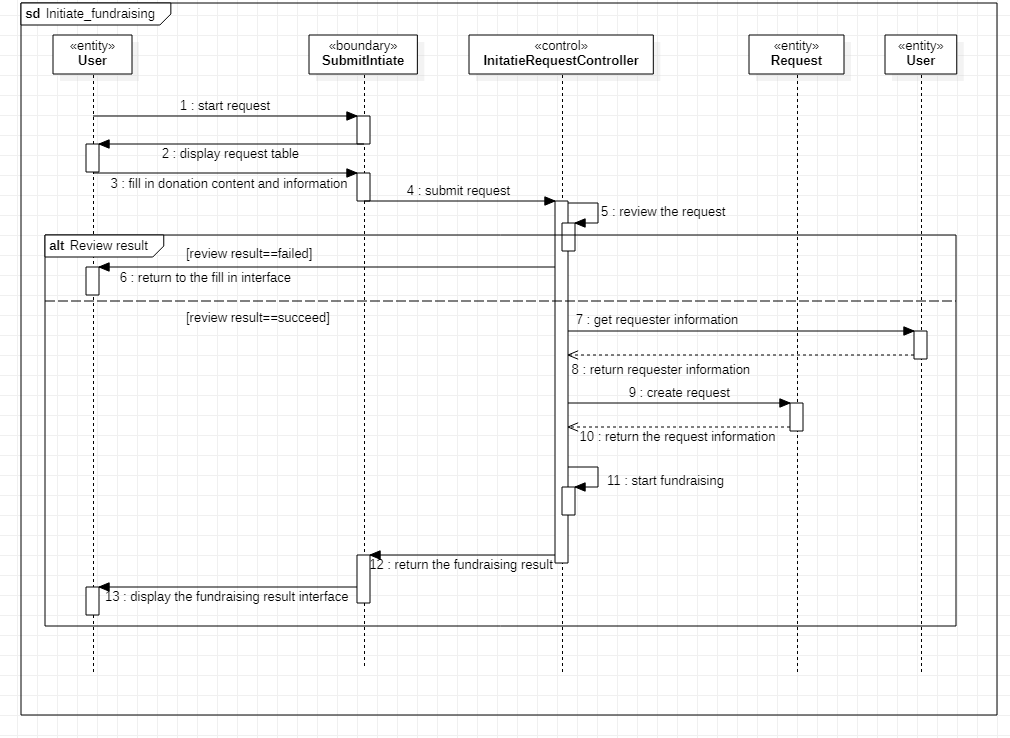 sd Initiate_fundraising
«entity»
User
«boundary»
SubmitIntiate
«control»
InitatieRequestController
«entity»
Request
«entity»
User
1 : start request
2 : display request table
3 : fill in donation content and information
4 : submit request
5 : review the request
alt Review result
[review result==failed]
6 : return to the fill in interface
[review result==succeed]
7 : get requester information
8 : return requester information
9 : create request
10 : return the request information
11 : start fundraising
12 : return the fundraising result
13 : display the fundraising result interface